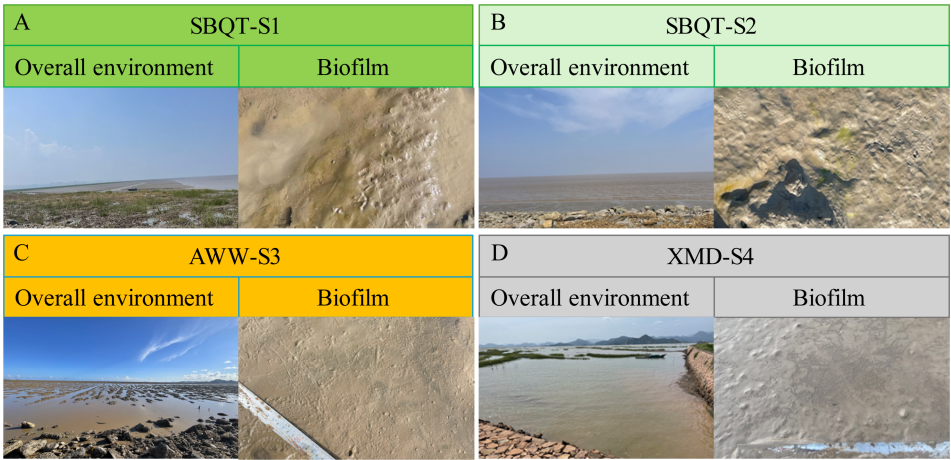 A SBQT-S1
Overall environment Biofilm
B SBQT-S2
Overall environment Biofilm
C AWW-S3
Overall environment Biofilm
D XMD-S4
Overall environment Biofilm